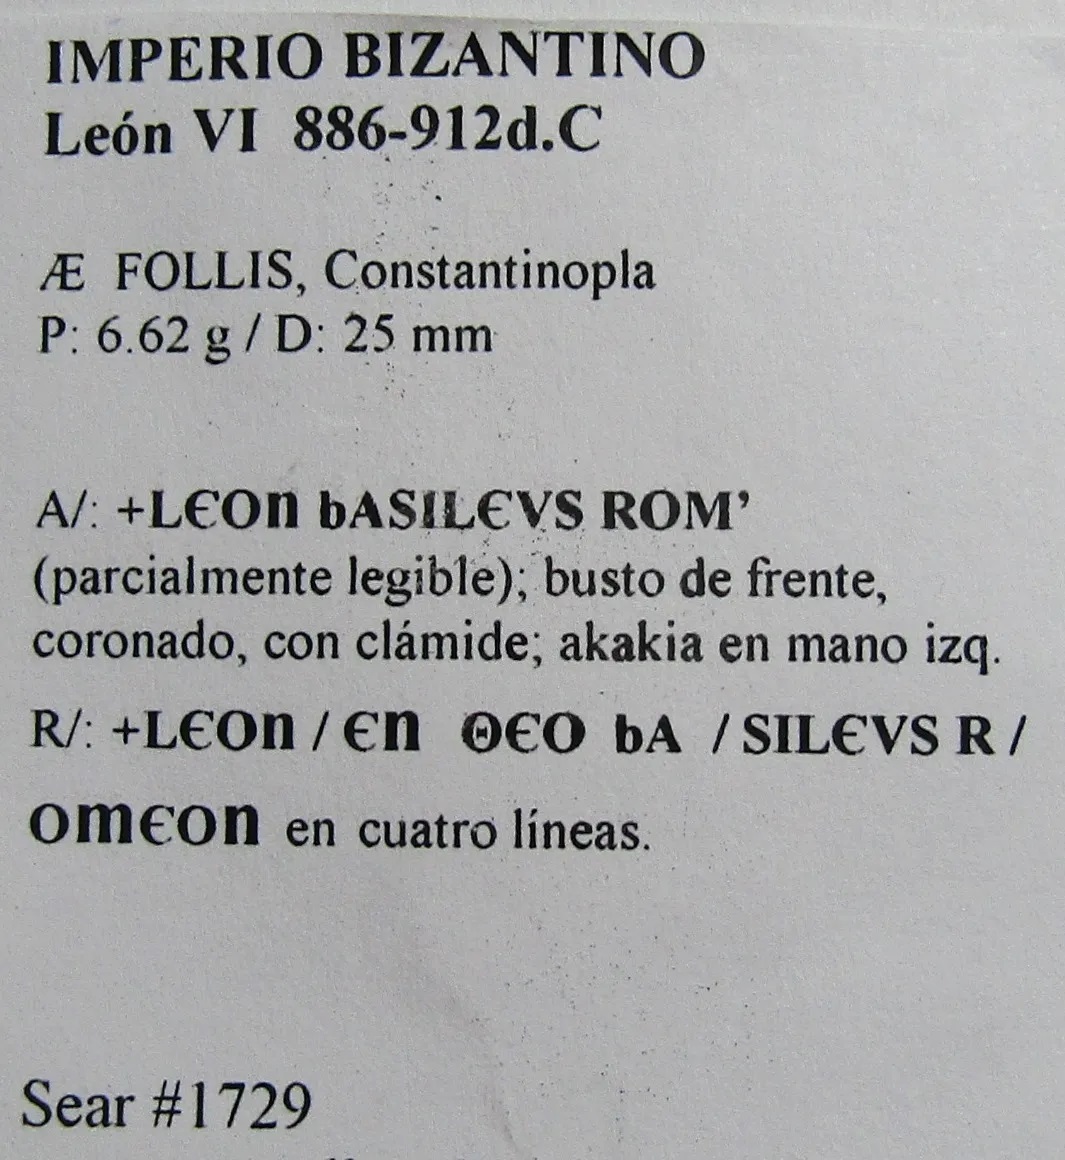 IMPERIO BIZANTINO
León VI 886-912d.C
Æ FOLLIS, Constantinopla
P: 6.62 g / D: 25 mm
A/: +LЄOn bASILЄVS ROM’
(parcialmente legible); busto de frente,
coronado, con clámide; akakia en mano izq.
R/: +LЄOn / Єn ΘЄO bA / SILЄVS R /
OmЄOn en cuatro líneas.
Sear #1729